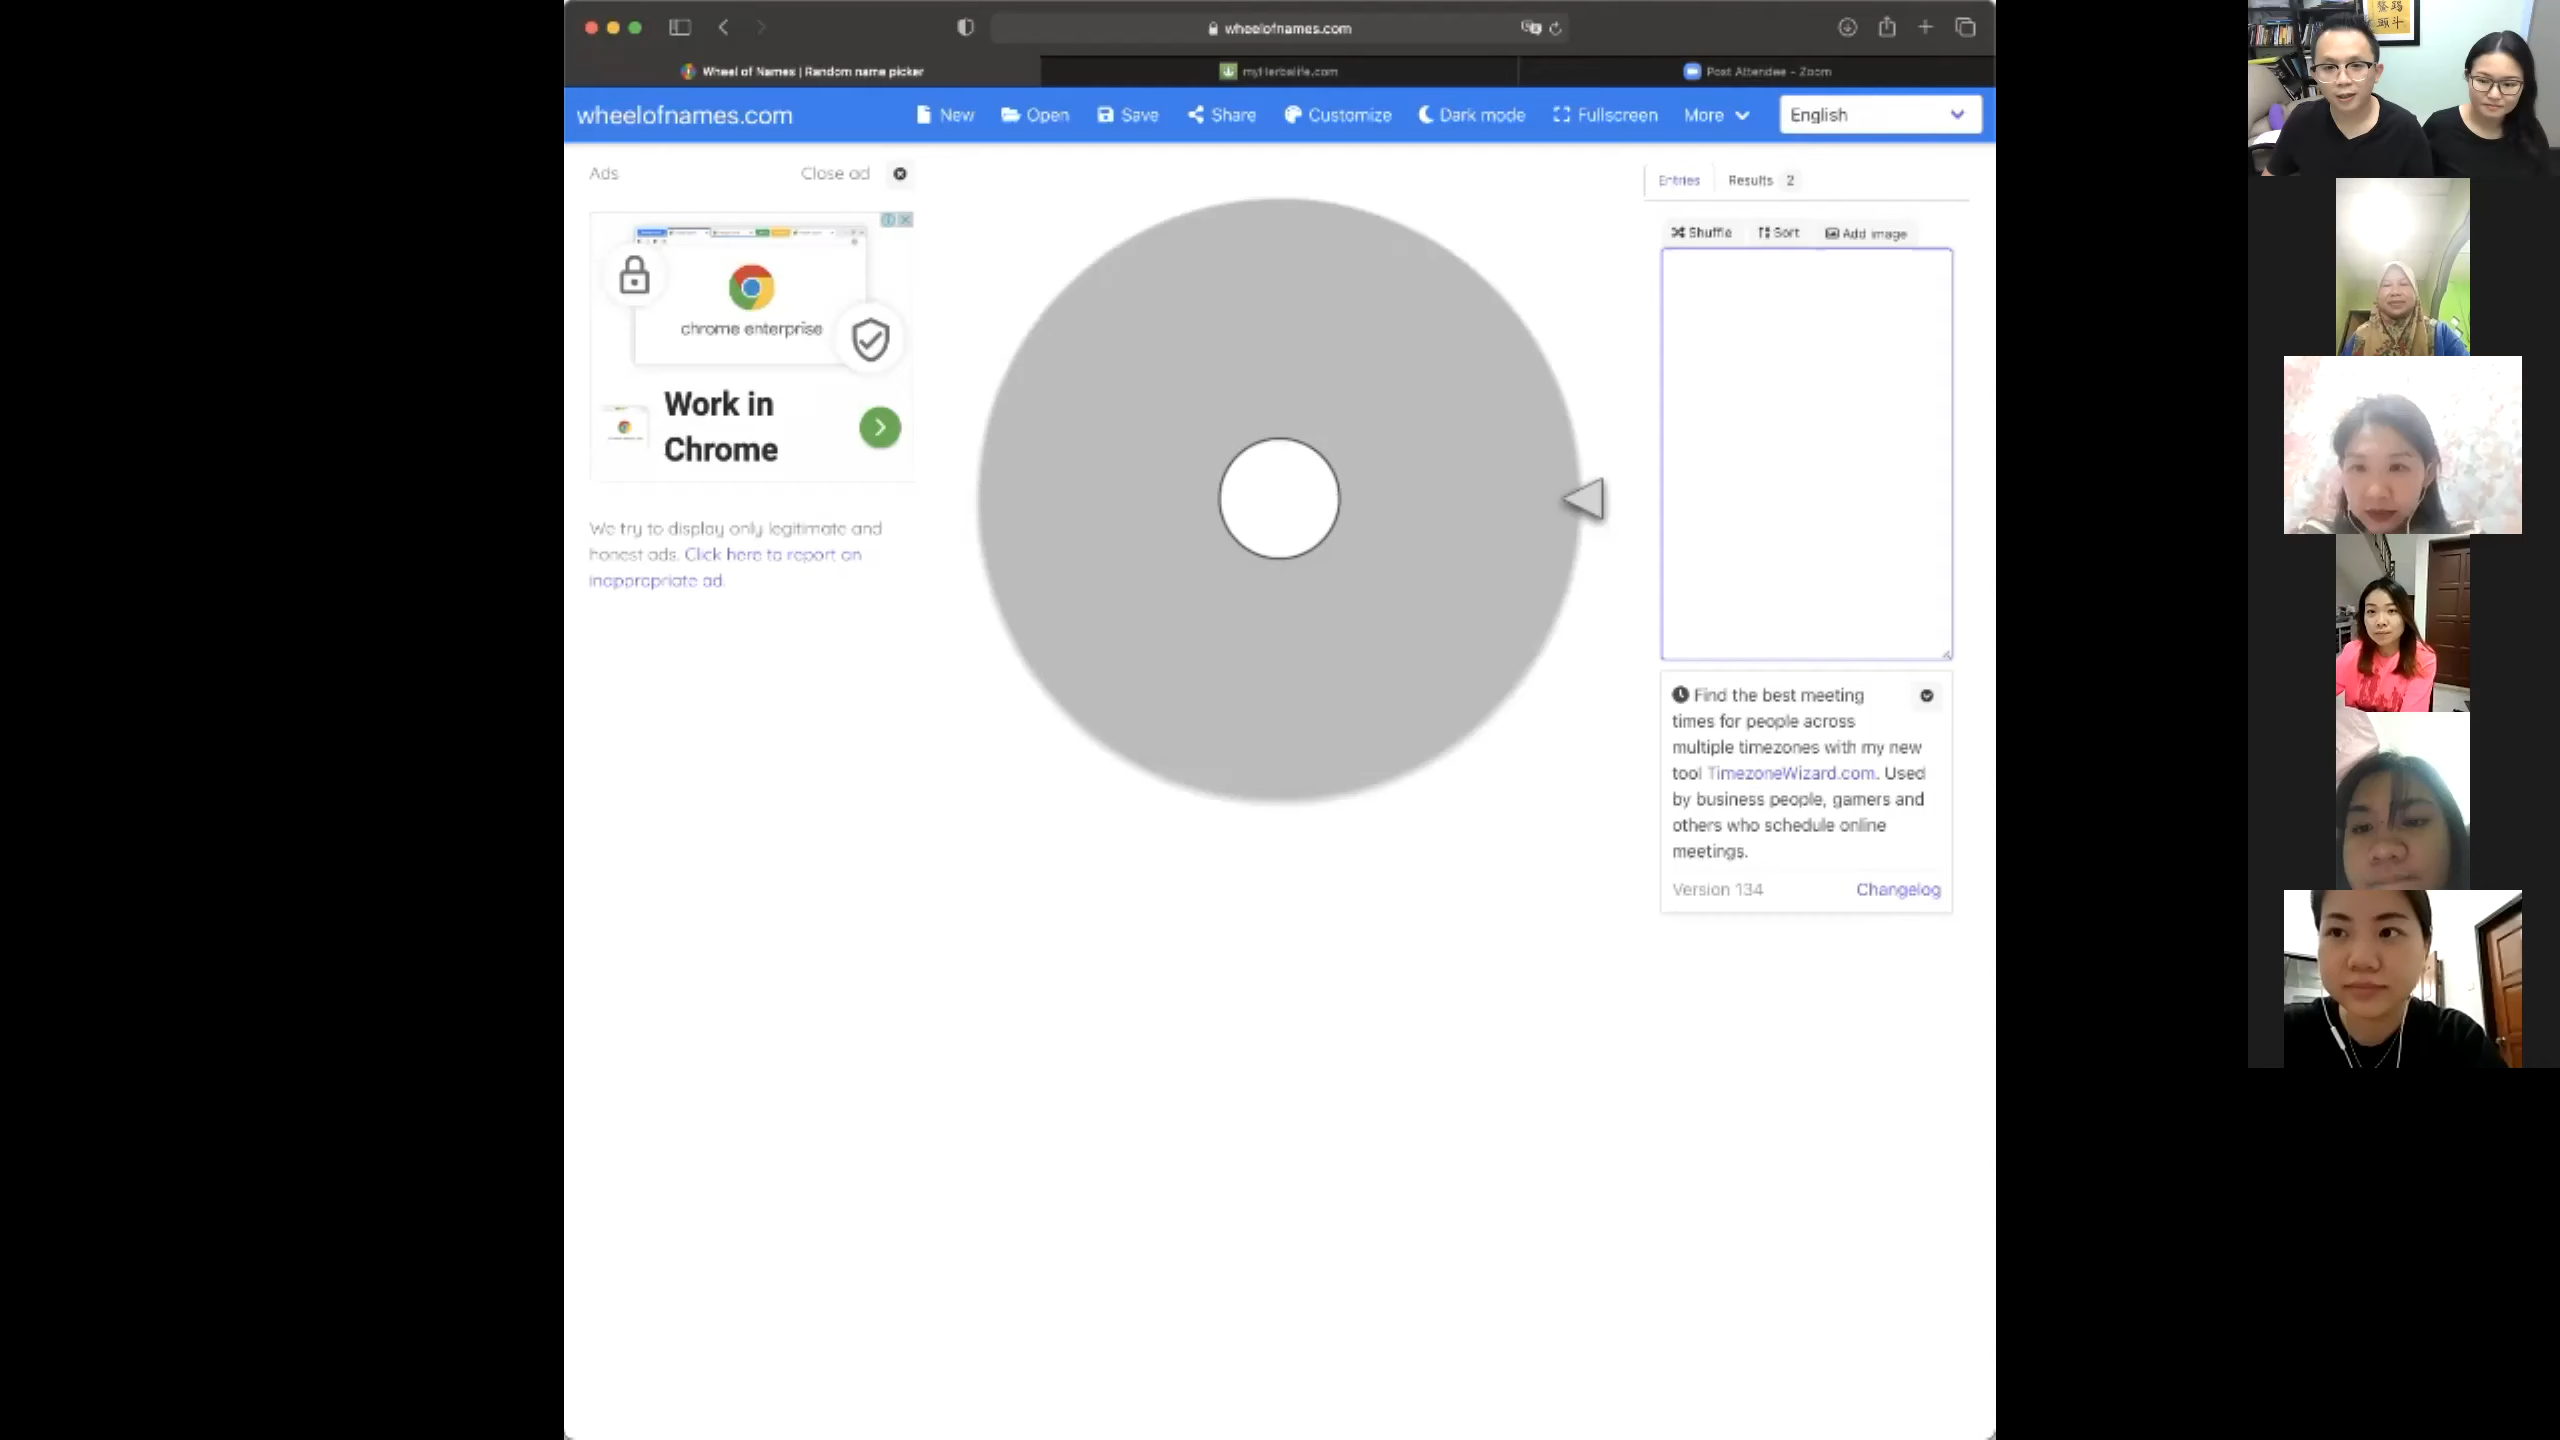 wheelofnames.com
Wheel of Names | Random name picker
myHerbalife.com
Post Attendee - Zoom
wheelofnames.com
New
Open
Save
Share
Customize
Dark mode
Fullscreen
More
English
Ads
Close ad
chrome enterprise
Work in
Chrome
We try to display only legitimate and
honest ads. Click here to report an
inappropriate ad.
Entries
Results 2
Shuffle
Sort
Add image
Find the best meeting
times for people across
multiple timezones with my new
tool TimezoneWizard.com. Used
by business people, gamers and
others who schedule online
meetings.
Version 134
Changelog